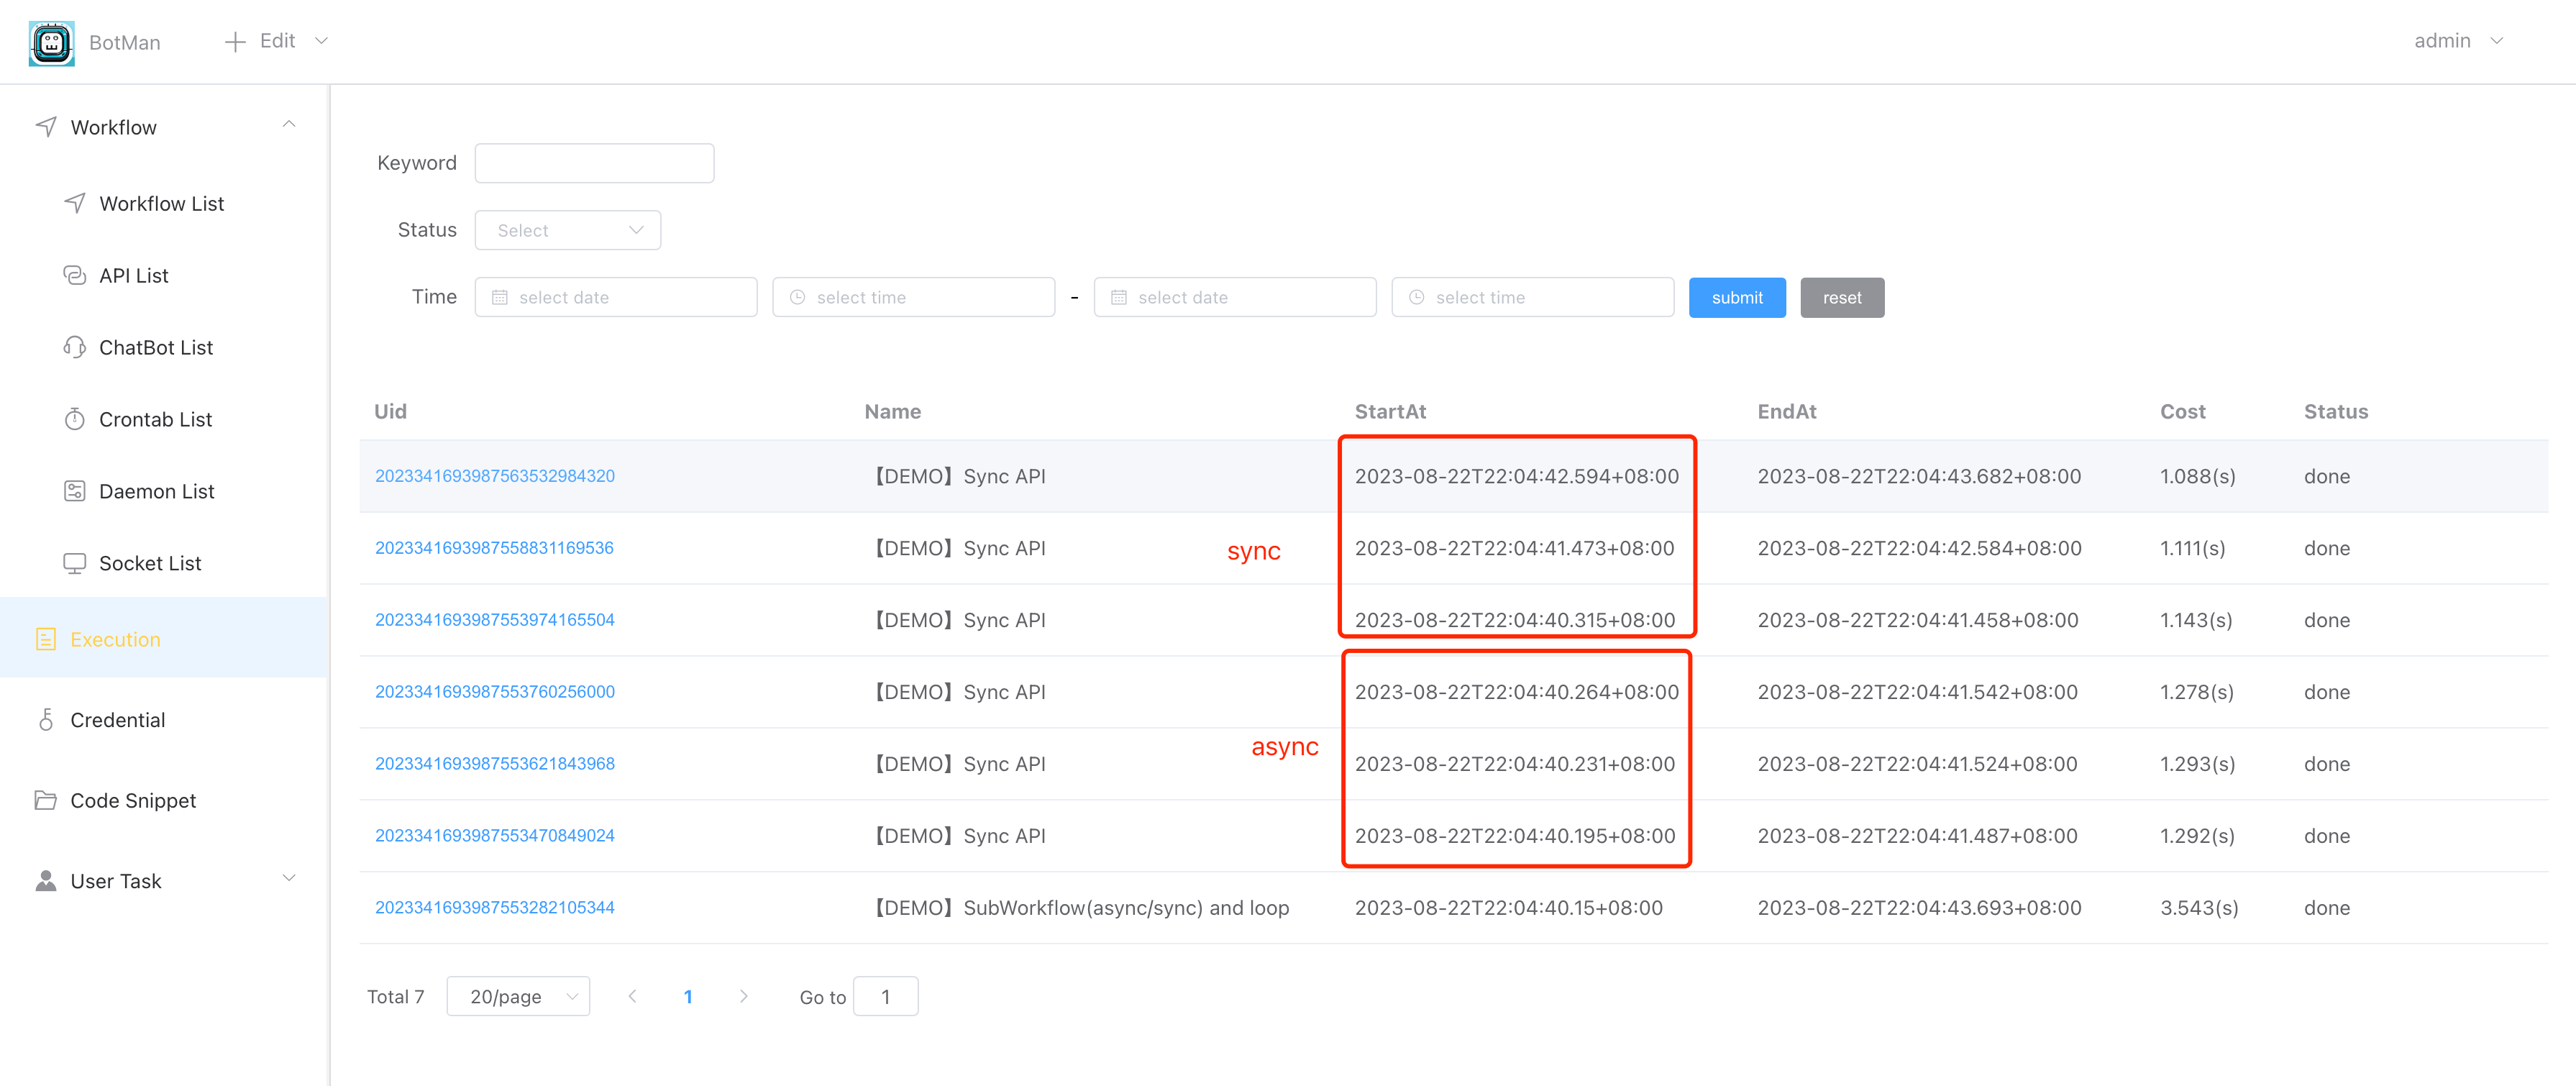 BotMan
Edit
admin
Workflow
Workflow List
API List
ChatBot List
Crontab List
Daemon List
Socket List
Execution
Credential
Code Snippet
User Task
Keyword
Status Select
Time select date select time - select date select time submit reset
Uid Name StartAt EndAt Cost Status
2023341693987563532984320 【DEMO】Sync API 2023-08-22T22:04:42.594+08:00 2023-08-22T22:04:43.682+08:00 1.088(s) done
2023341693987558831169536 【DEMO】Sync API 2023-08-22T22:04:41.473+08:00 2023-08-22T22:04:42.584+08:00 1.111(s) done
sync
2023341693987553974165504 【DEMO】Sync API 2023-08-22T22:04:40.315+08:00 2023-08-22T22:04:41.458+08:00 1.143(s) done
2023341693987553760256000 【DEMO】Sync API 2023-08-22T22:04:40.264+08:00 2023-08-22T22:04:41.542+08:00 1.278(s) done
async
2023341693987553621843968 【DEMO】Sync API 2023-08-22T22:04:40.231+08:00 2023-08-22T22:04:41.524+08:00 1.293(s) done
2023341693987553470849024 【DEMO】Sync API 2023-08-22T22:04:40.195+08:00 2023-08-22T22:04:41.487+08:00 1.292(s) done
2023341693987553282105344 【DEMO】SubWorkflow(async/sync) and loop 2023-08-22T22:04:40.15+08:00 2023-08-22T22:04:43.693+08:00 3.543(s) done
Total 7 20/page 1 Go to 1